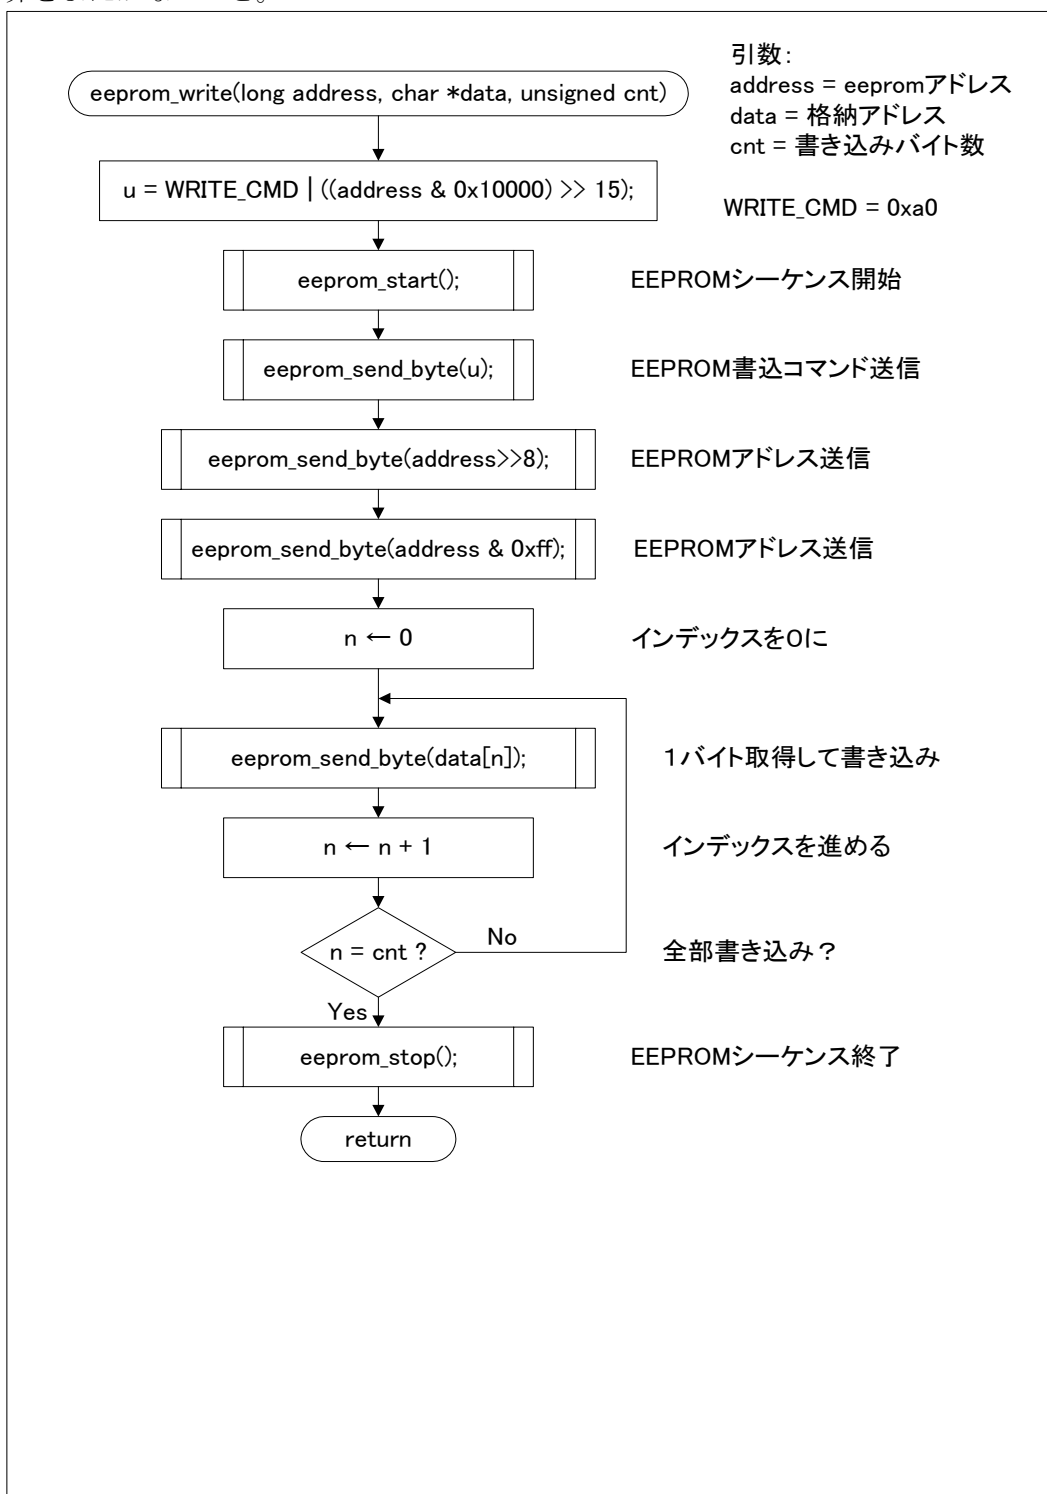 引数:
address = eepromアドレス
data = 格納アドレス
cnt = 書き込みバイト数
eeprom_write(long address, char *data, unsigned cnt)
u = WRITE_CMD | ((address & 0x10000) >> 15);
WRITE_CMD = 0xa0
eeprom_start();
EEPROMシーケンス開始
eeprom_send_byte(u);
EEPROM書込コマンド送信
eeprom_send_byte(address>>8);
EEPROMアドレス送信
eeprom_send_byte(address & 0xff);
EEPROMアドレス送信
n ← 0
インデックスを0に
eeprom_send_byte(data[n]);
1バイト取得して書き込み
n ← n + 1
インデックスを進める
n = cnt ?
No
全部書き込み?
Yes
eeprom_stop();
EEPROMシーケンス終了
return